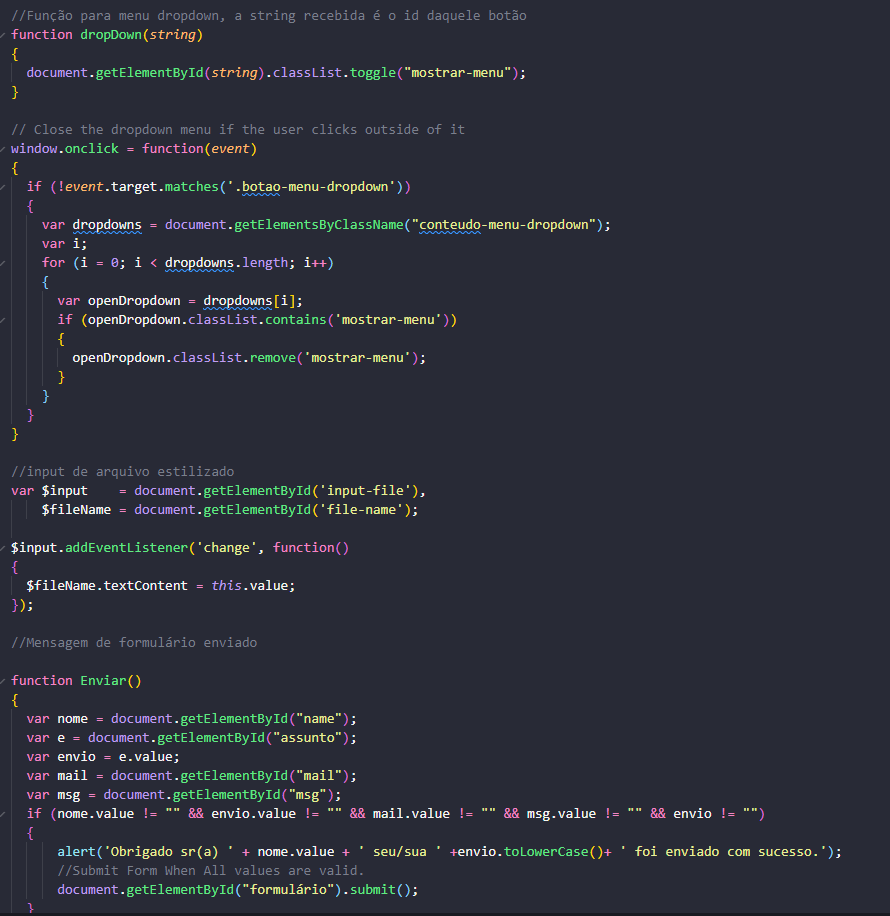 //Função para menu dropdown, a string recebida é o id daquele botão
function dropDown(string)
{
  document.getElementById(string).classList.toggle("mostrar-menu");
}

// Close the dropdown menu if the user clicks outside of it
window.onclick = function(event)
{
  if (!event.target.matches('.botao-menu-dropdown'))
  {
    var dropdowns = document.getElementsByClassName("conteudo-menu-dropdown");
    var i;
    for (i = 0; i < dropdowns.length; i++)
    {
      var openDropdown = dropdowns[i];
      if (openDropdown.classList.contains('mostrar-menu'))
      {
        openDropdown.classList.remove('mostrar-menu');
      }
    }
  }
}

//input de arquivo estilizado
var $input    = document.getElementById('input-file'),
    $fileName = document.getElementById('file-name');

$input.addEventListener('change', function()
{
  $fileName.textContent = this.value;
});

//Mensagem de formulário enviado

function Enviar()
{
  var nome = document.getElementById("name");
  var e = document.getElementById("assunto");
  var envio = e.value;
  var mail = document.getElementById("mail");
  var msg = document.getElementById("msg");
  if (nome.value != "" && envio.value != "" && mail.value != "" && msg.value != "" && envio != "")
  {
      alert('Obrigado sr(a) ' + nome.value + ' seu/sua ' +envio.toLowerCase()+ ' foi enviado com sucesso.');
      //Submit Form When All values are valid.
      document.getElementById("formulário").submit();
  }